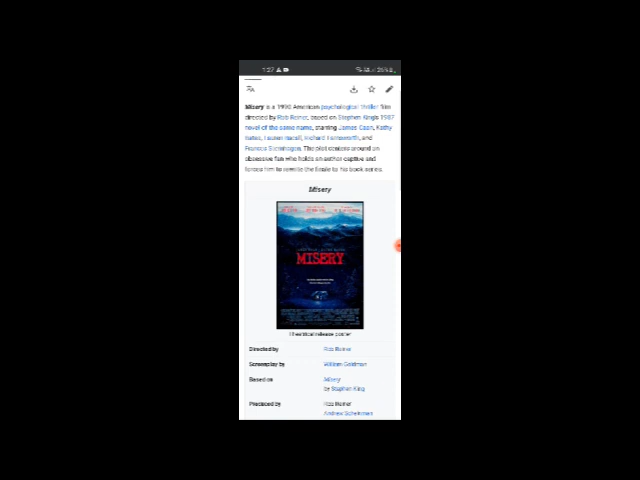 1:27
Misery is a 1990 American psychological thriller film
directed by Rob Reiner, based on Stephen King's 1987
novel of the same name, starring James Caan, Kathy
Bates, Lauren Bacall, Richard Farnsworth, and
Frances Sternhagen. The plot centers around an
obsessive fan who holds an author captive and
forces him to rewrite the finale to his book series.
Misery
MISERY
Theatrical release poster
Directed by Rob Reiner
Screenplay by William Goldman
Based on Misery
by Stephen King
Produced by Rob Reiner
Andrew Scheinman